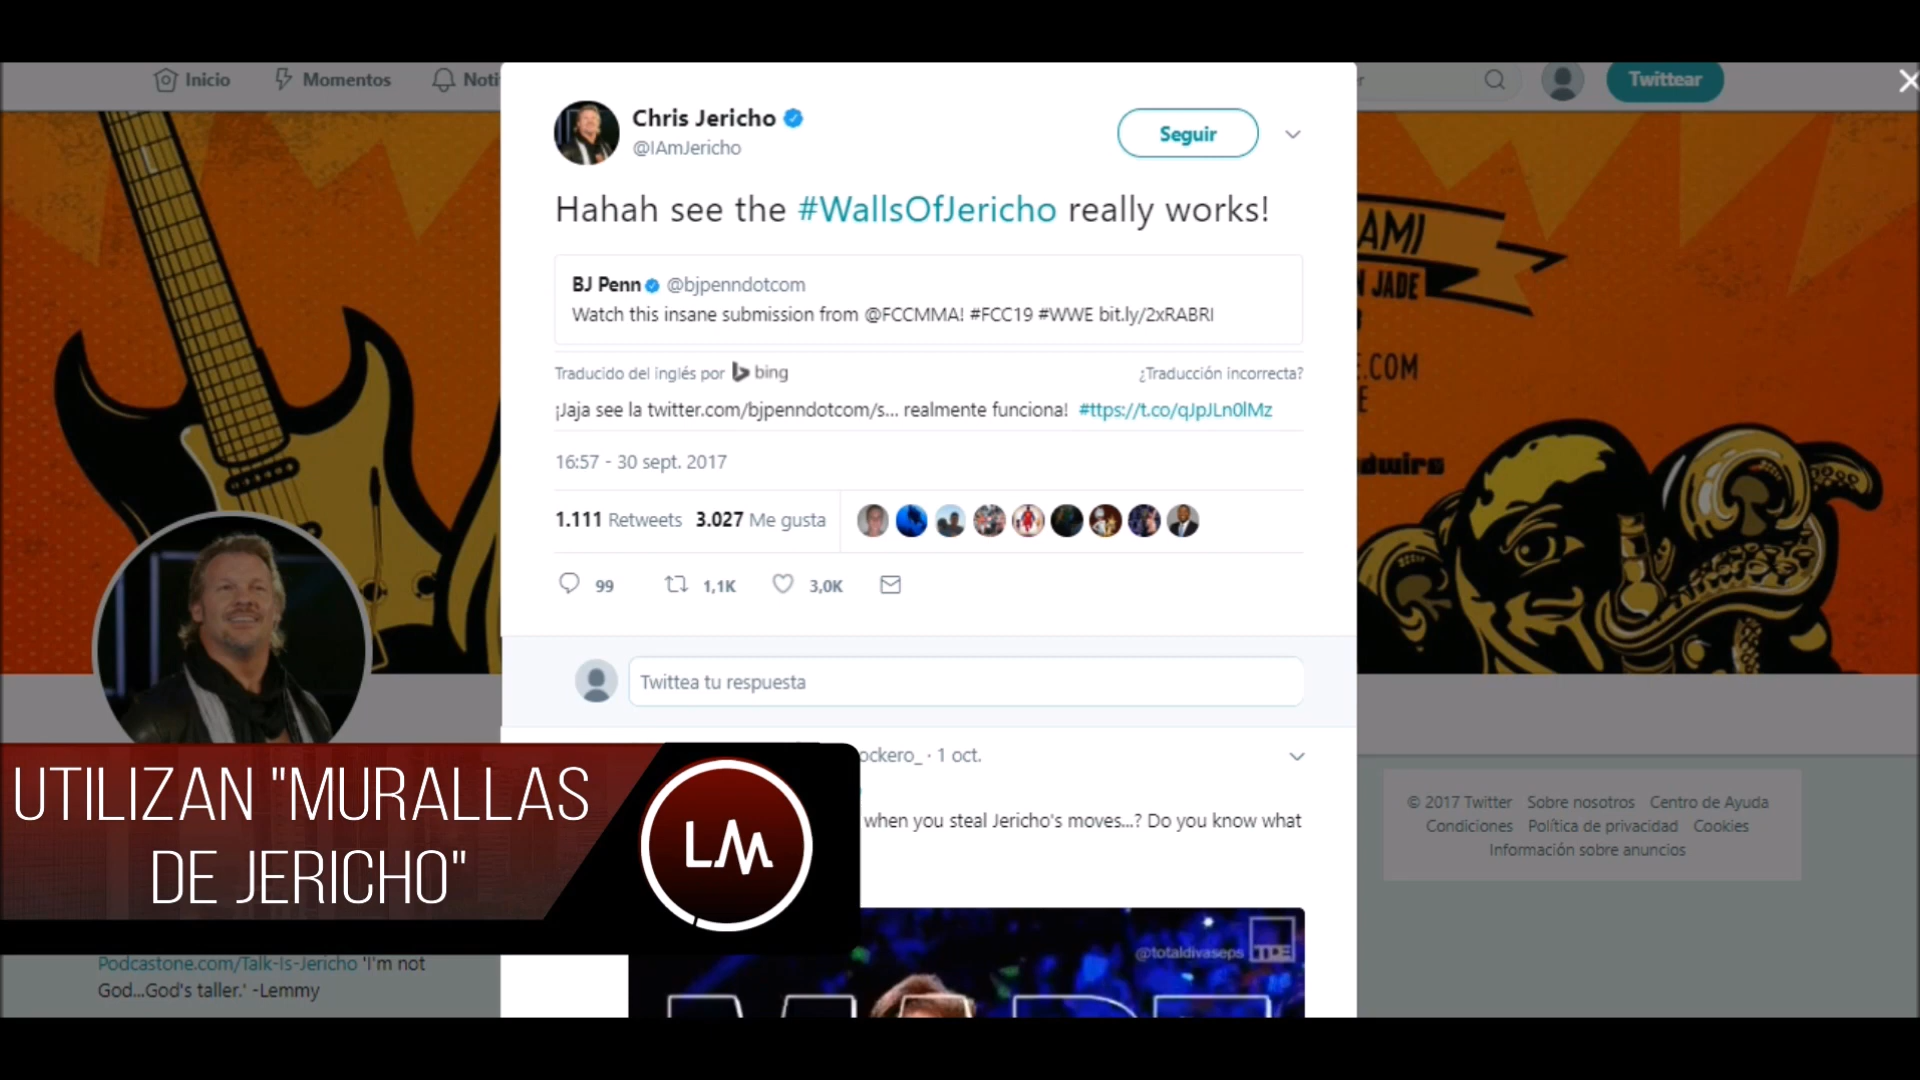 Inicio
Momentos
Noti
Twittear
Chris Jericho
@IAmJericho
Seguir
Hahah see the #WallsOfJericho really works!
BJ Penn @bjpenndotcom
Watch this insane submission from @FCCMMA! #FCC19 #WWE bit.ly/2xRABRI
Traducido del inglés por bing
¿Traducción incorrecta?
¡Jaja see la twitter.com/bjpenndotcom/s... realmente funciona! #ttps://t.co/qJpJLn0lMz
16:57 - 30 sept. 2017
1.111 Retweets 3.027 Me gusta
99 1,1K 3,0K
Twittea tu respuesta
ockero_ · 1 oct.
when you steal Jericho's moves...? Do you know what
UTILIZAN "MURALLAS
DE JERICHO"
LM
@totaldivaseps TDE
Podcastone.com/Talk-Is-Jericho 'I'm not
God...God's taller.' -Lemmy
AMI
N JADE
.COM
E
dwire
© 2017 Twitter Sobre nosotros Centro de Ayuda
Condiciones Política de privacidad Cookies
Información sobre anuncios